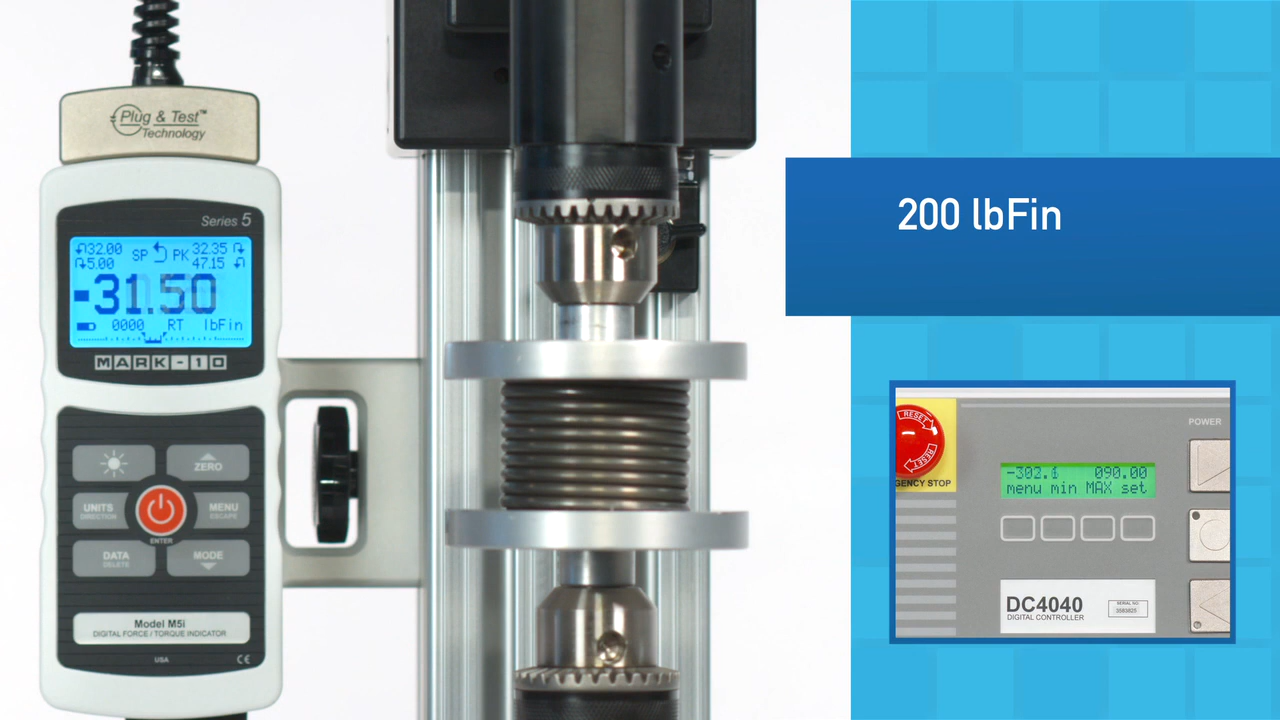 Plug & Test™
Technology
Series 5
32.00 SP PK 32.35
5.00 47.15
-31.50
0000 RT lbFin
MARK-10
ZERO
UNITS
DIRECTION
MENU
ESCAPE
ENTER
DATA
DELETE
MODE
Model M5i
DIGITAL FORCE / TORQUE INDICATOR
USA
CE
200 lbFin
RESET
RESET
GENCY STOP
POWER
-302.1 090.00
menu min MAX set
DC4040
DIGITAL CONTROLLER
SERIAL NO